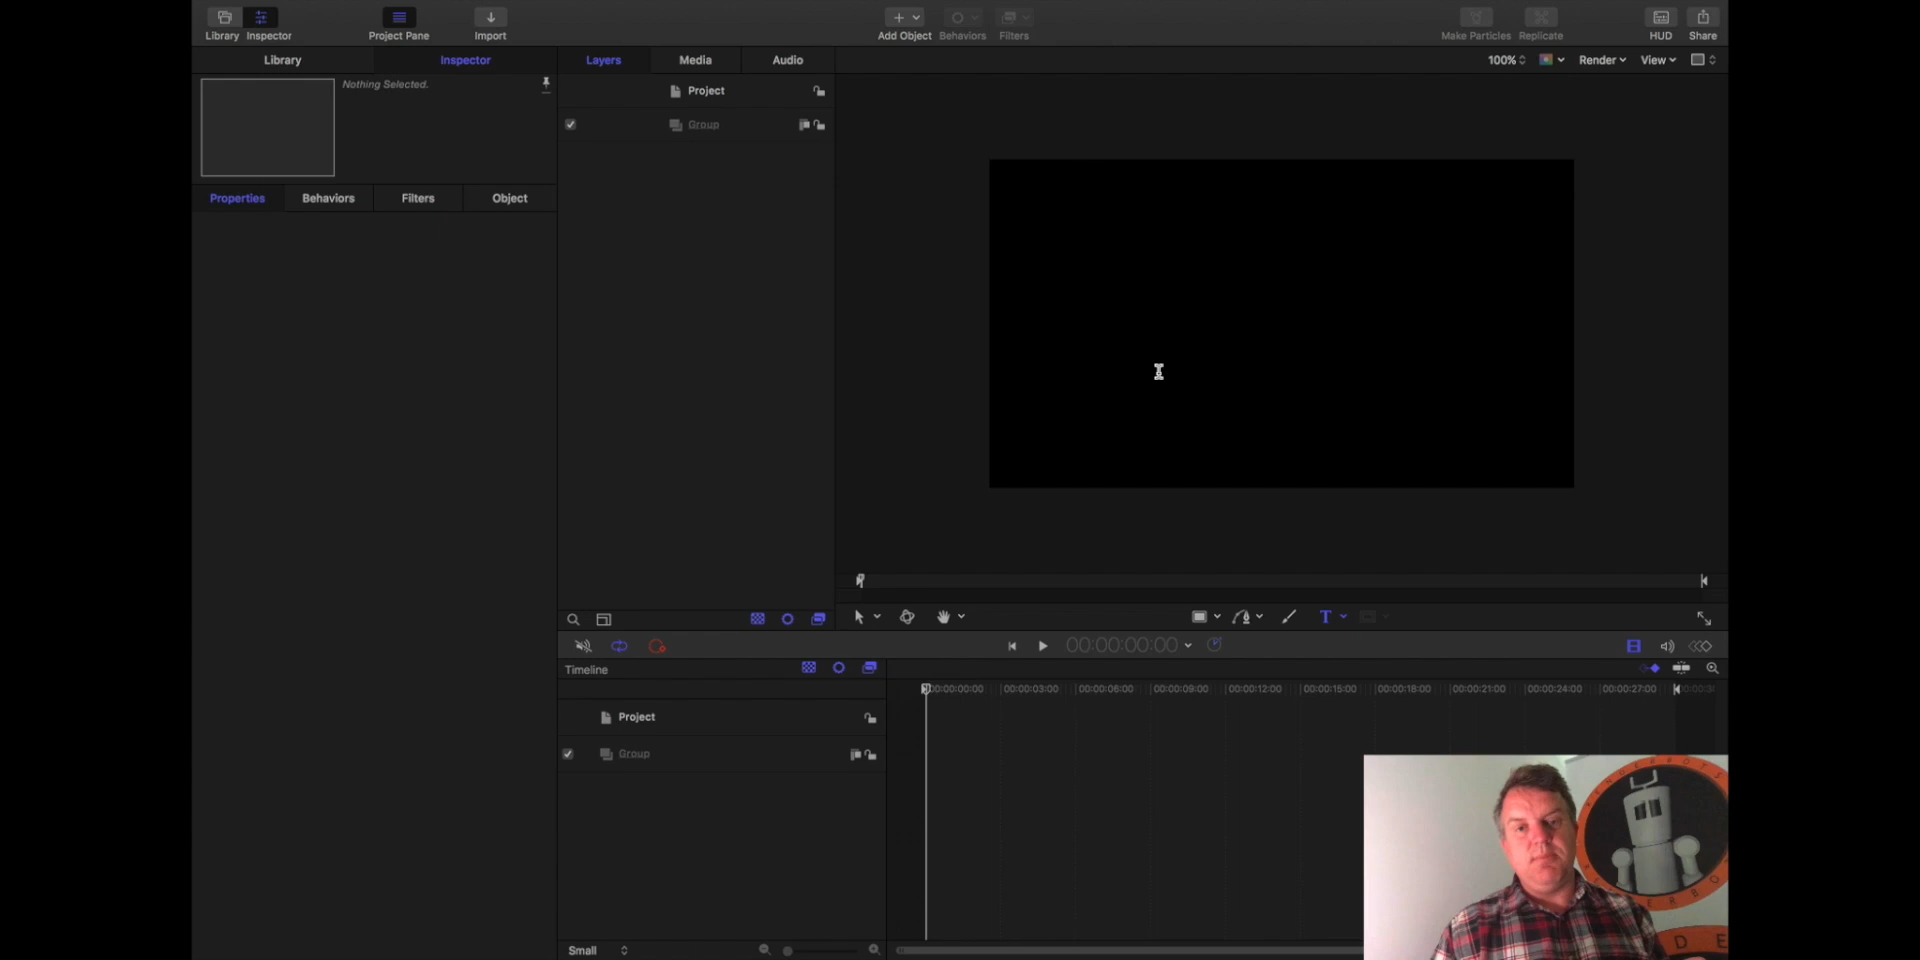 Library Inspector Project Pane Import Add Object Behaviors Filters Make Particles Replicate HUD Share
Library Inspector Layers Media Audio 100% Render View
Nothing Selected.
Project
Group
Properties Behaviors Filters Object
T
00:00:00:00
Timeline
00:00:00:00 00:00:03:00 00:00:06:00 00:00:09:00 00:00:12:00 00:00:15:00 00:00:18:00 00:00:21:00 00:00:24:00 00:00:27:00
Project
Group
Small
D E